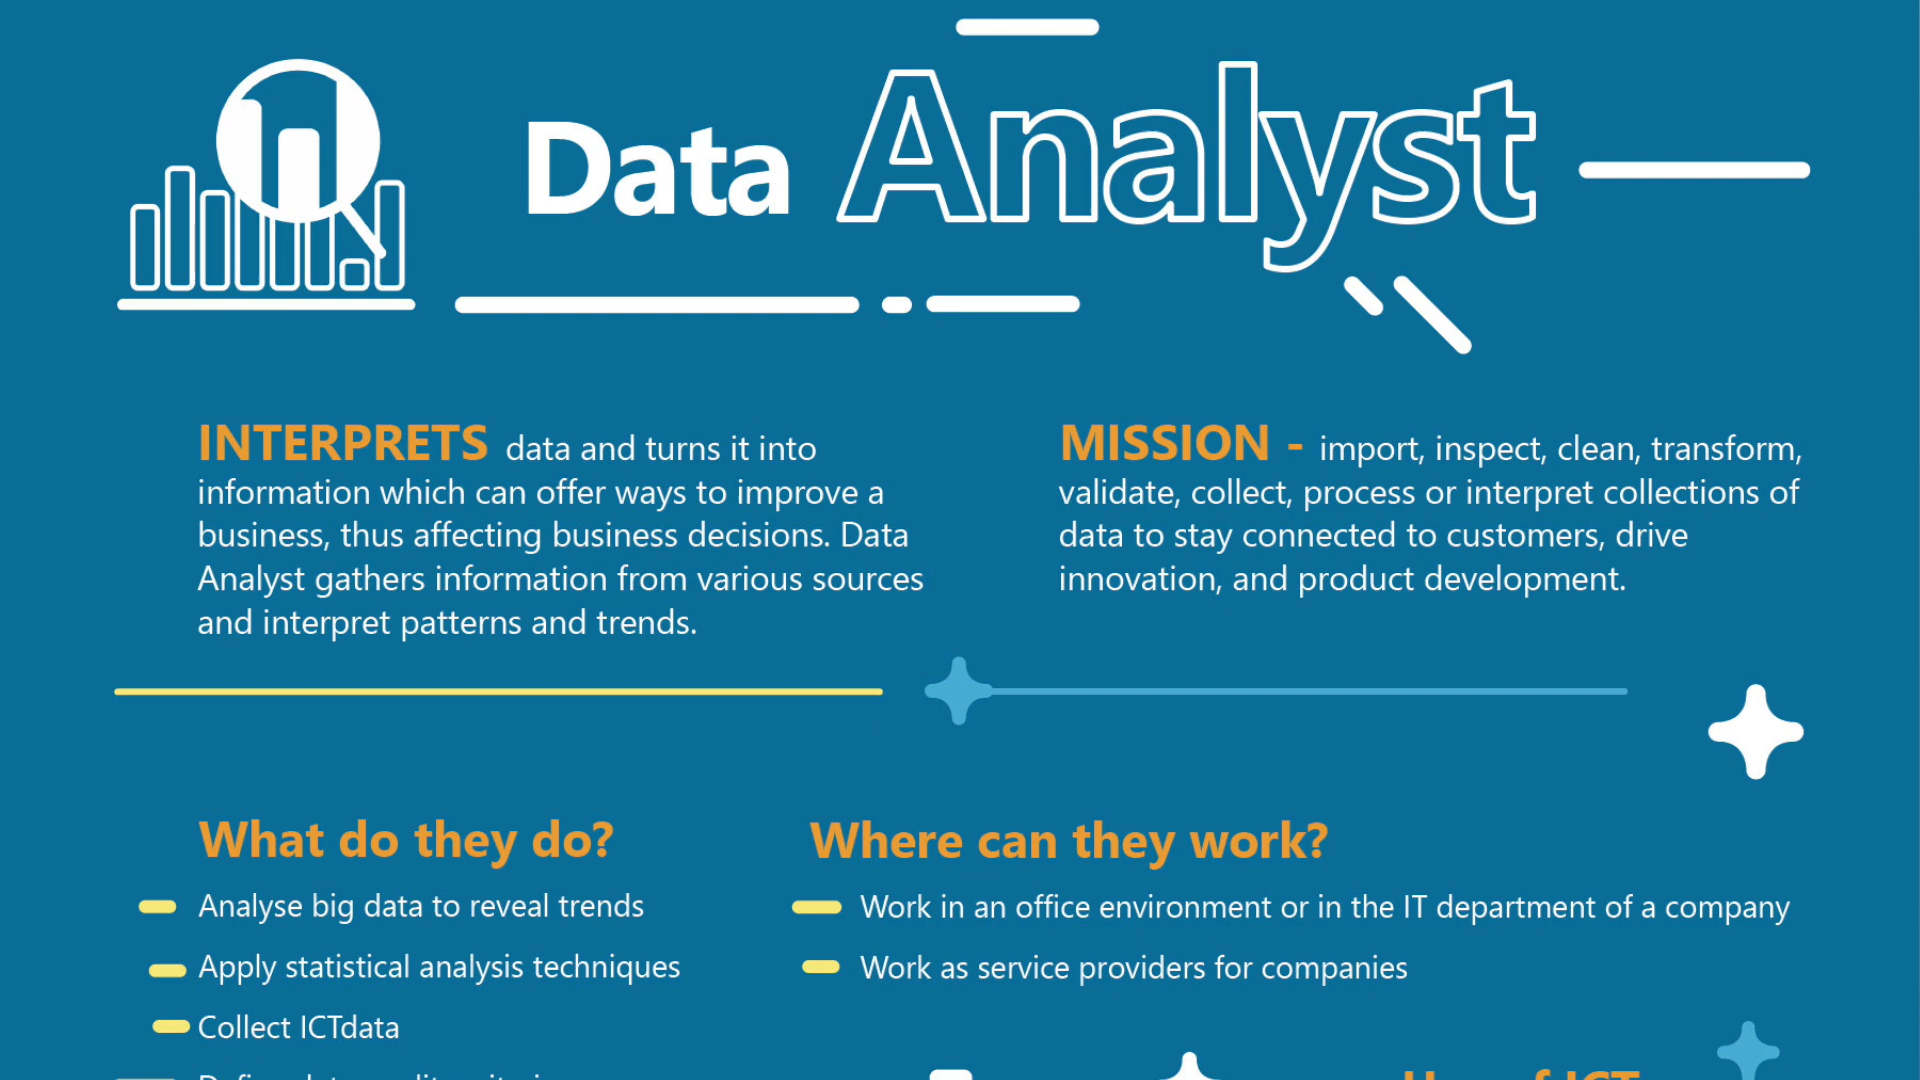 Data Analyst
INTERPRETS data and turns it into
information which can offer ways to improve a
business, thus affecting business decisions. Data
Analyst gathers information from various sources
and interpret patterns and trends.
MISSION - import, inspect, clean, transform,
validate, collect, process or interpret collections of
data to stay connected to customers, drive
innovation, and product development.
What do they do?
Analyse big data to reveal trends
Apply statistical analysis techniques
Collect ICTdata
Where can they work?
Work in an office environment or in the IT department of a company
Work as service providers for companies